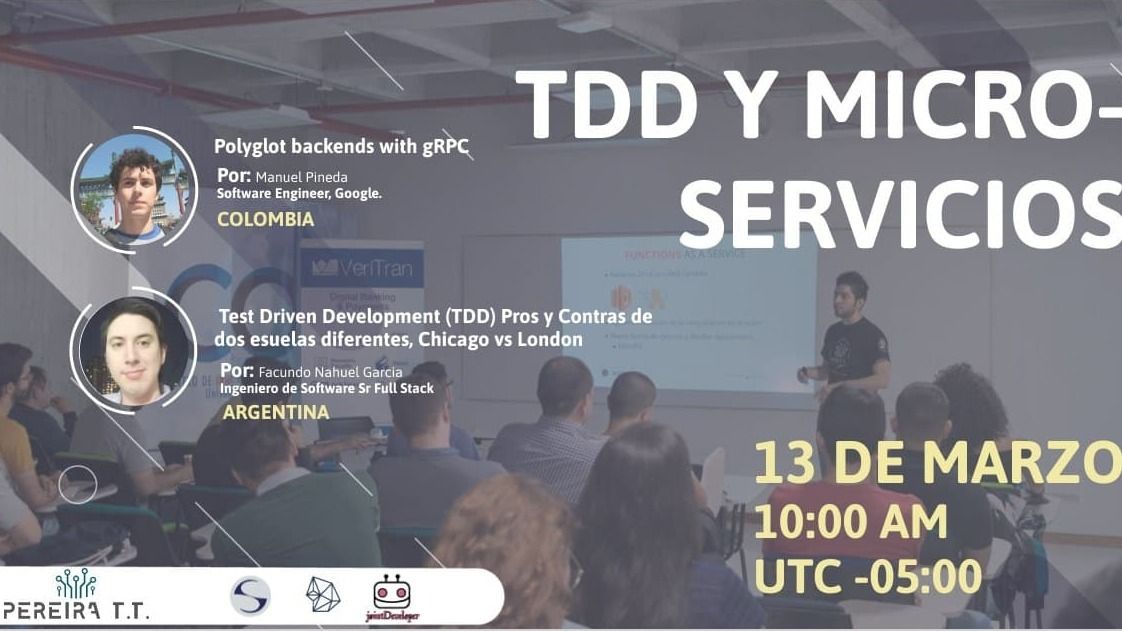 TDD Y MICRO-
SERVICIOS
Polyglot backends with gRPC
Por: Manuel Pineda
Software Engineer, Google.
COLOMBIA
VeriTran
Digital Banking
FUNCTIONS AS A SERVICE
Test Driven Development (TDD) Pros y Contras de
dos esuelas diferentes, Chicago vs London
Por: Facundo Nahuel Garcia
Ingeniero de Software Sr Full Stack
ARGENTINA
13 DE MARZO
10:00 AM
UTC -05:00
PEREIRA T.T.